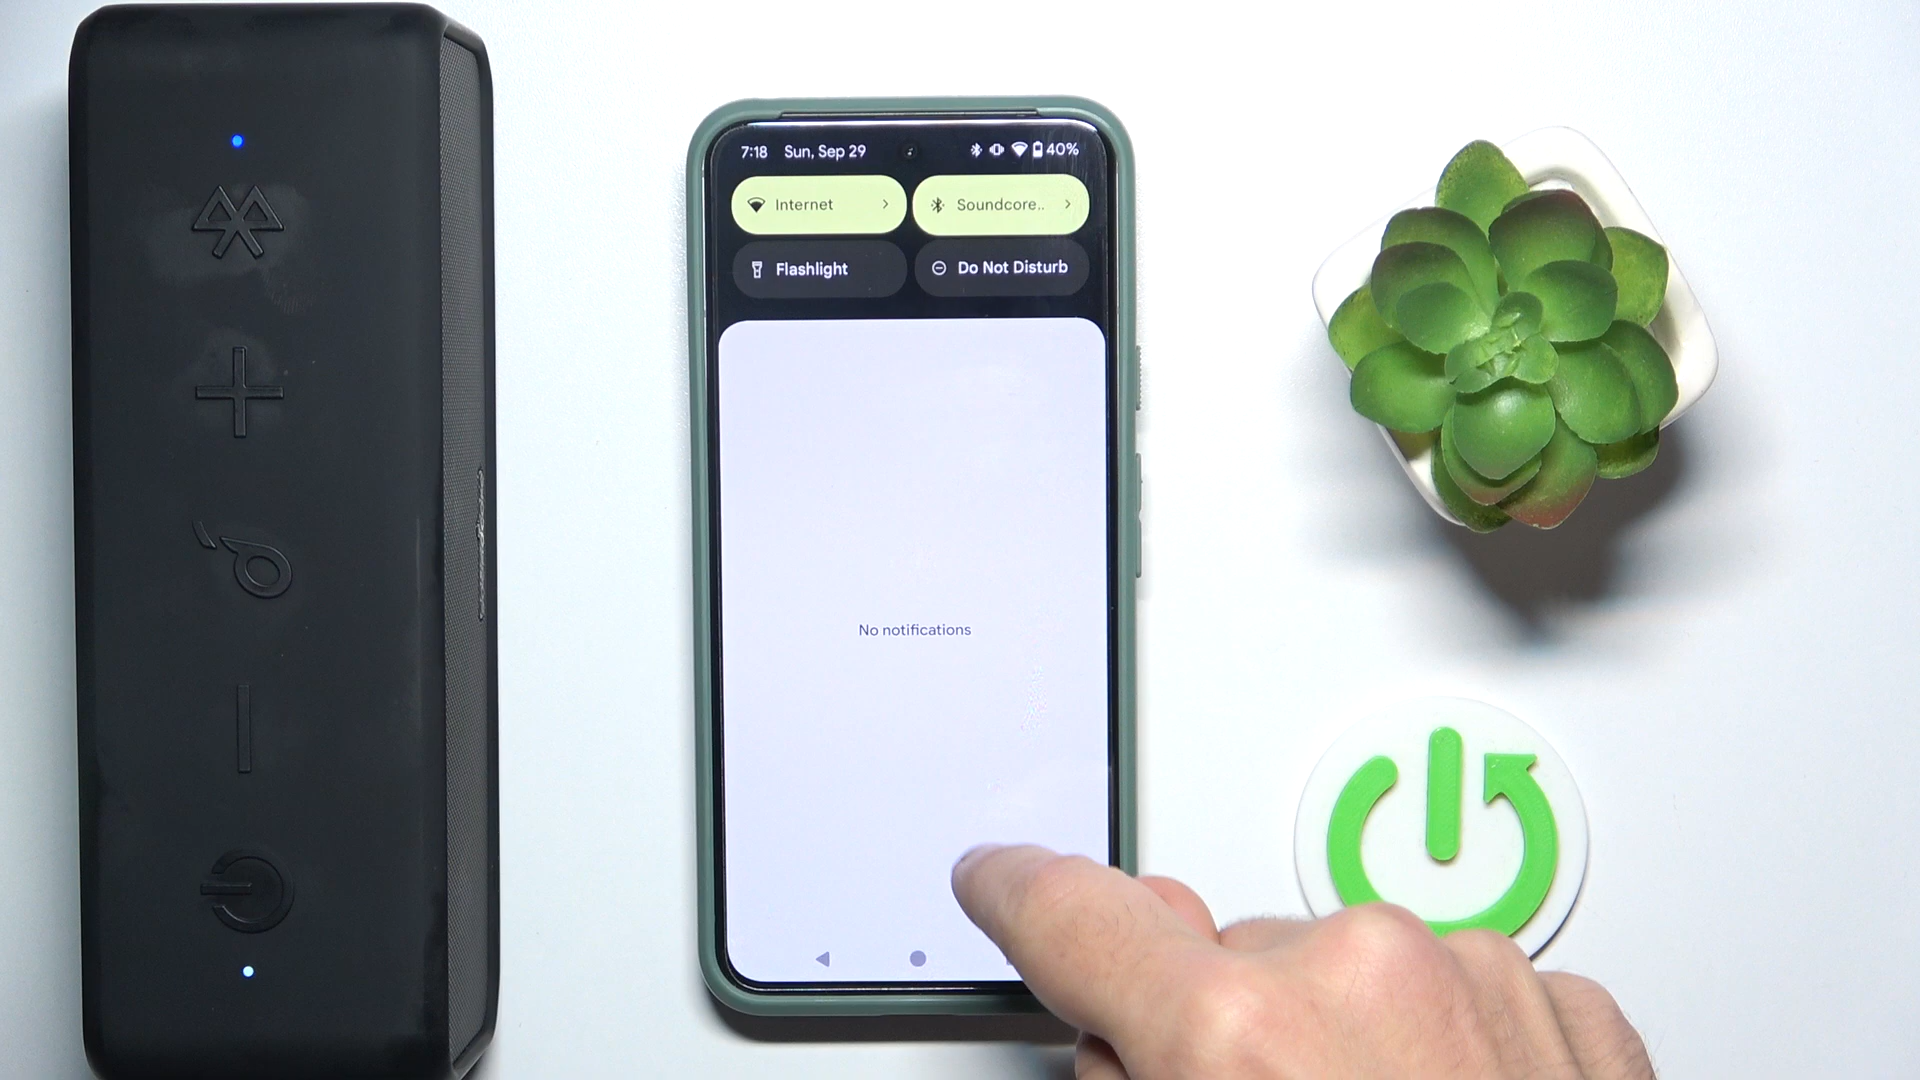 7:18 Sun, Sep 29 40%
Internet Soundcore..
Flashlight Do Not Disturb
No notifications